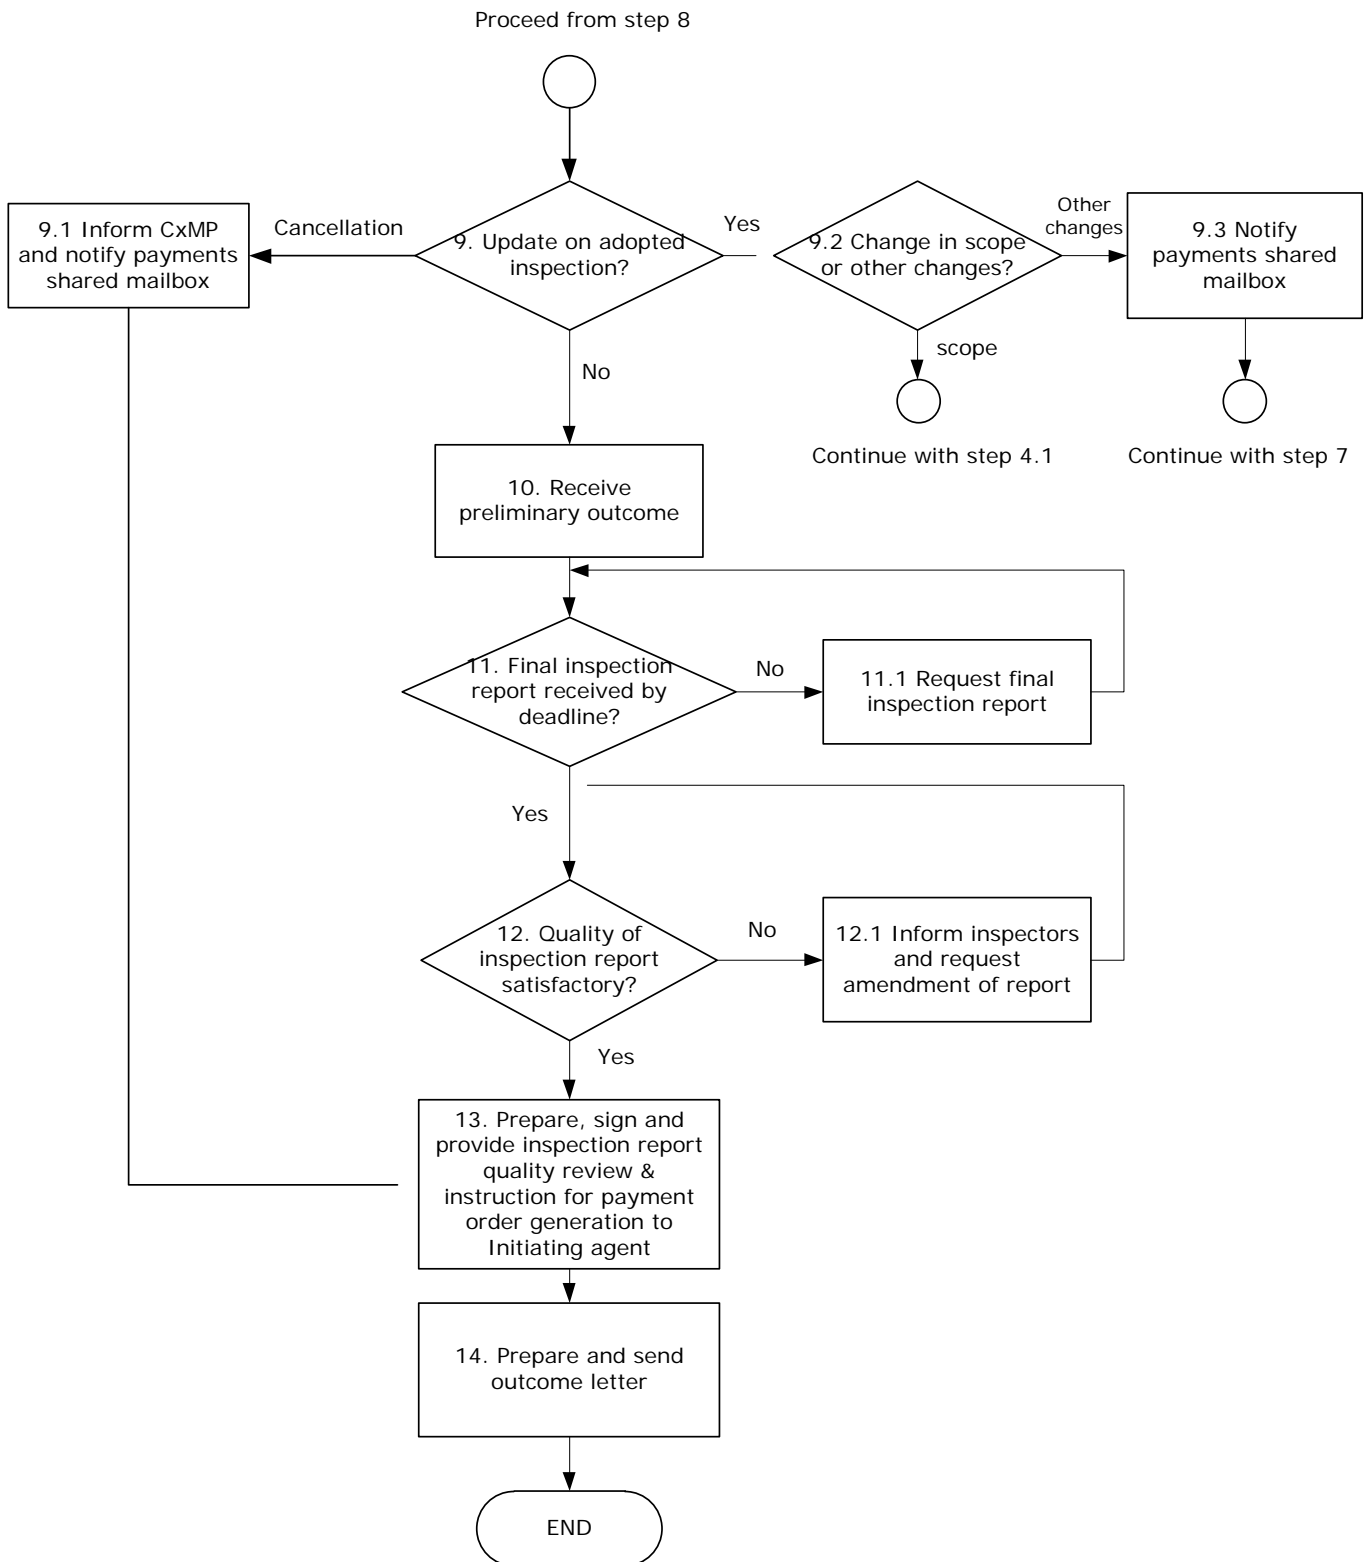 Proceed from step 8
9.1 Inform CxMP
and notify payments
shared mailbox
Cancellation
9. Update on adopted
inspection?
Yes
9.2 Change in scope
or other changes?
Other
changes
9.3 Notify
payments shared
mailbox
No
scope
Continue with step 4.1
Continue with step 7
10. Receive
preliminary outcome
11. Final inspection
report received by
deadline?
No
11.1 Request final
inspection report
Yes
12. Quality of
inspection report
satisfactory?
No
12.1 Inform inspectors
and request
amendment of report
Yes
13. Prepare, sign and
provide inspection report
quality review &
instruction for payment
order generation to
Initiating agent
14. Prepare and send
outcome letter
END